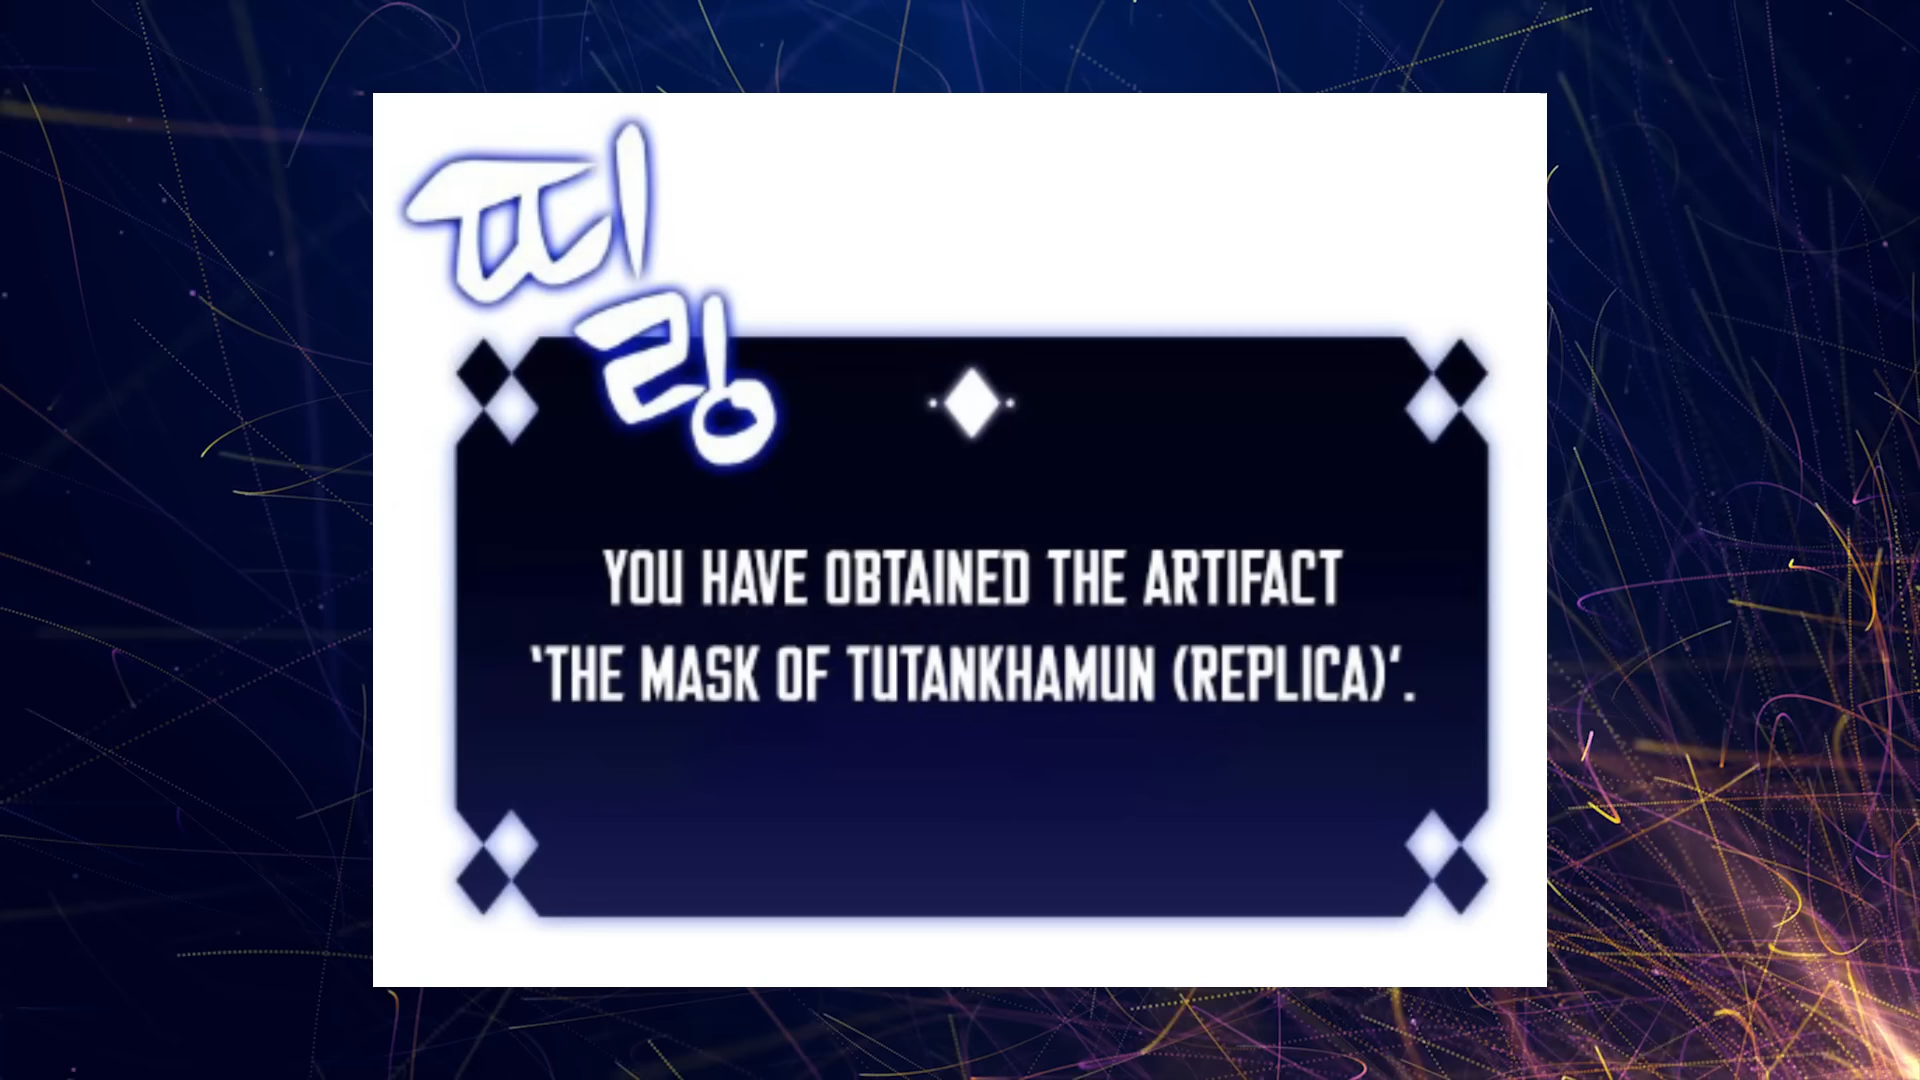 띠
링
YOU HAVE OBTAINED THE ARTIFACT
‘THE MASK OF TUTANKHAMUN (REPLICA)‘.